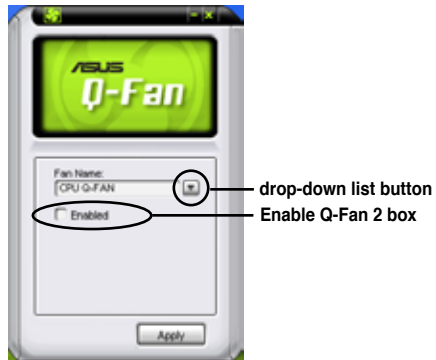 ASUS
Q-Fan
Fan Name:
CPU Q-FAN
drop-down list button
Enabled
Enable Q-Fan 2 box
Apply